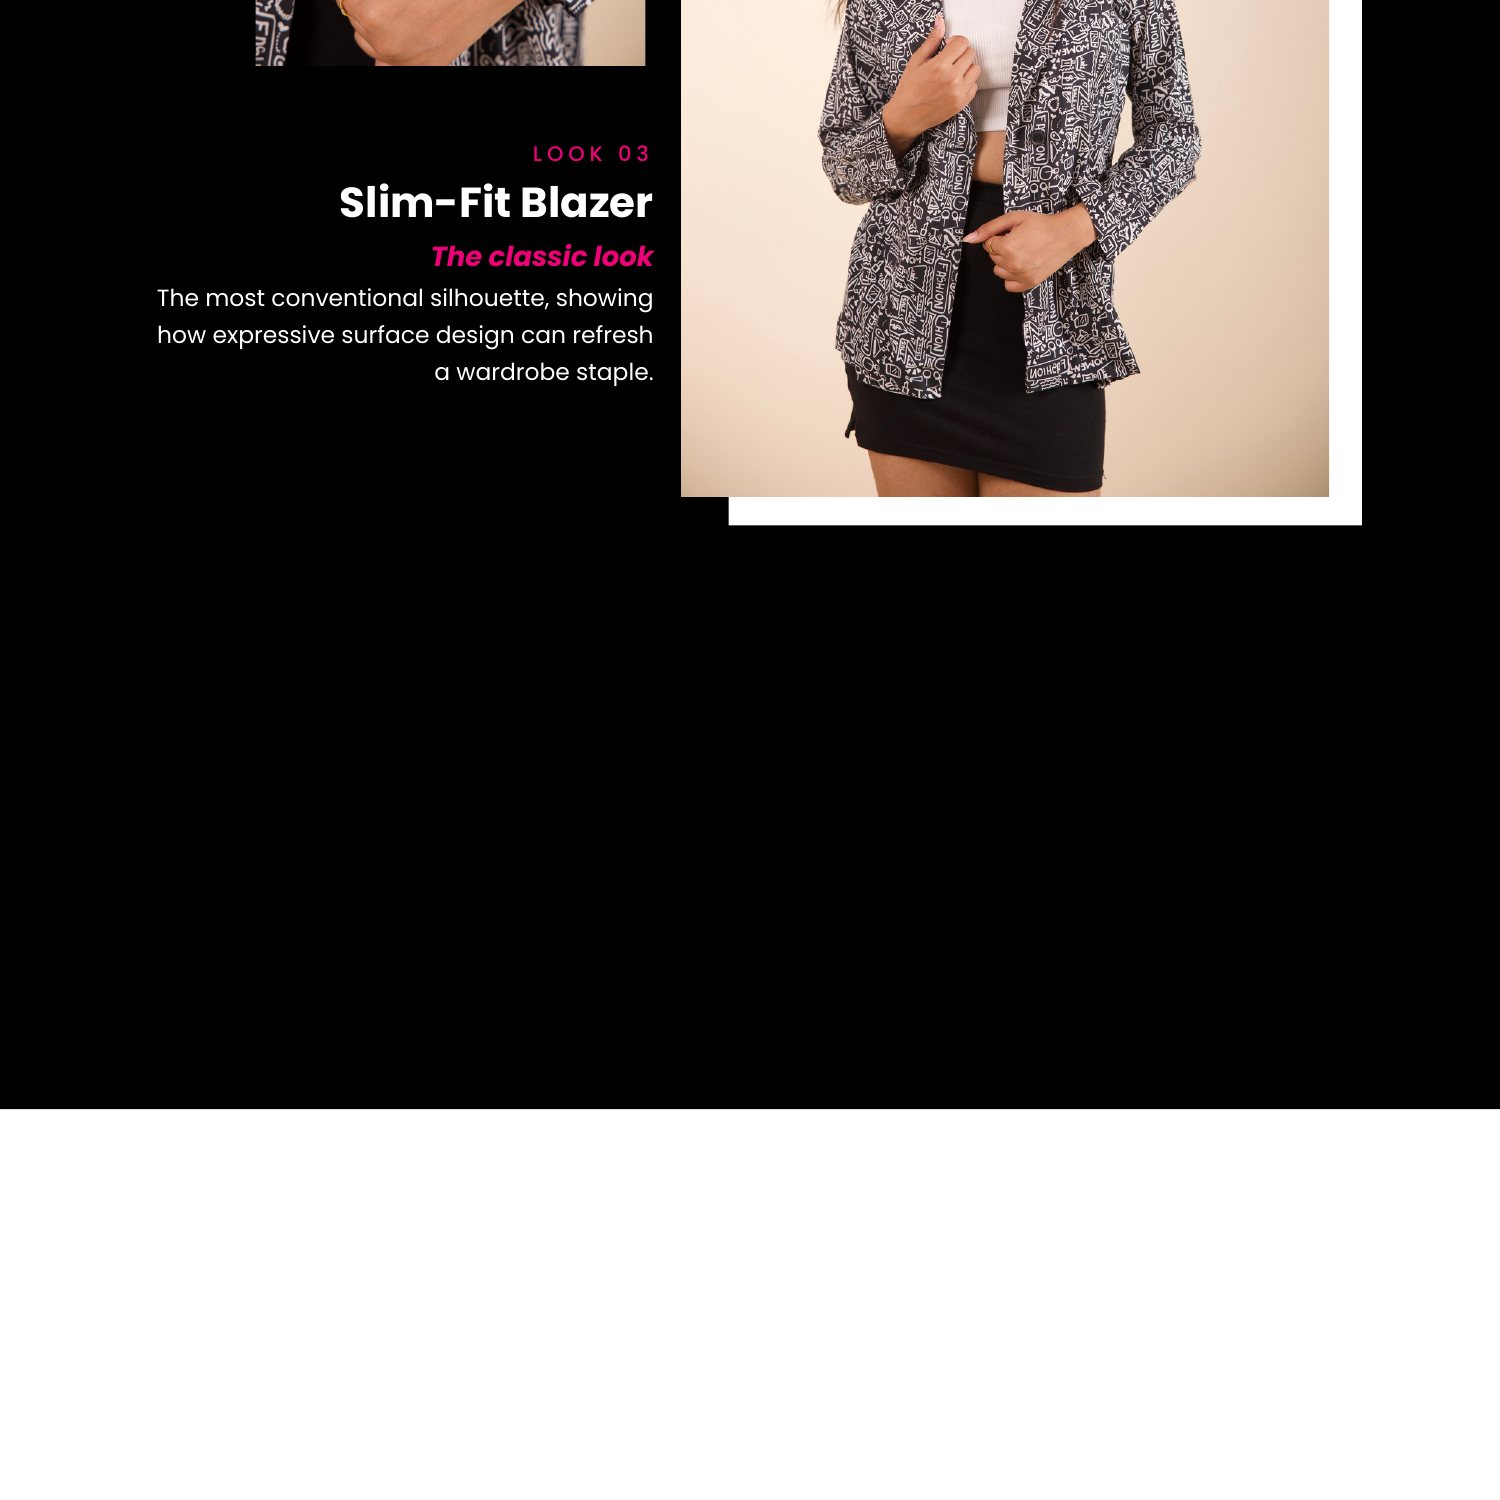 LOOK 03
Slim-Fit Blazer
The classic look
The most conventional silhouette, showing
how expressive surface design can refresh
a wardrobe staple.